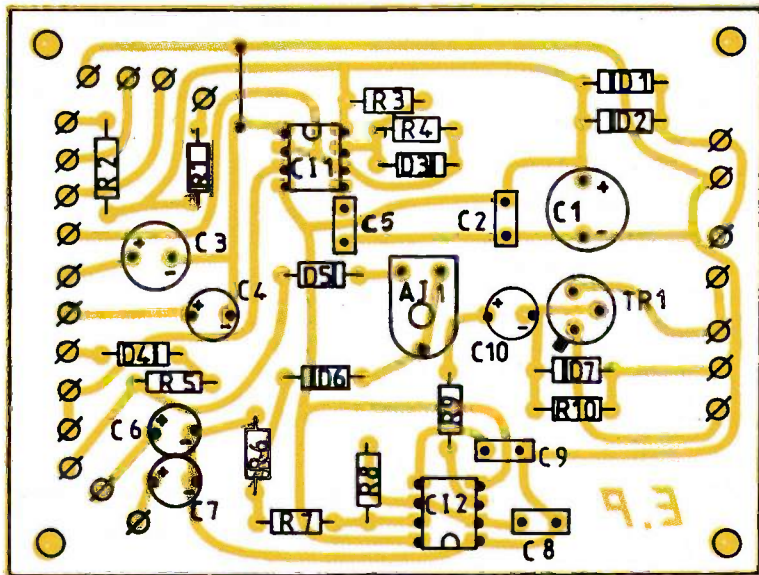 D1
R3
R4
D2
R2
R1
CI1
D3
C3
C5
C2
C1
+
-
+
-
D5
AJ1
C4
+
-
+
-
C10
TR1
D4
R5
D6
D7
R9
R10
C6
+
-
R6
C9
+
-
C7
R8
CI2
E.P
R7
C8